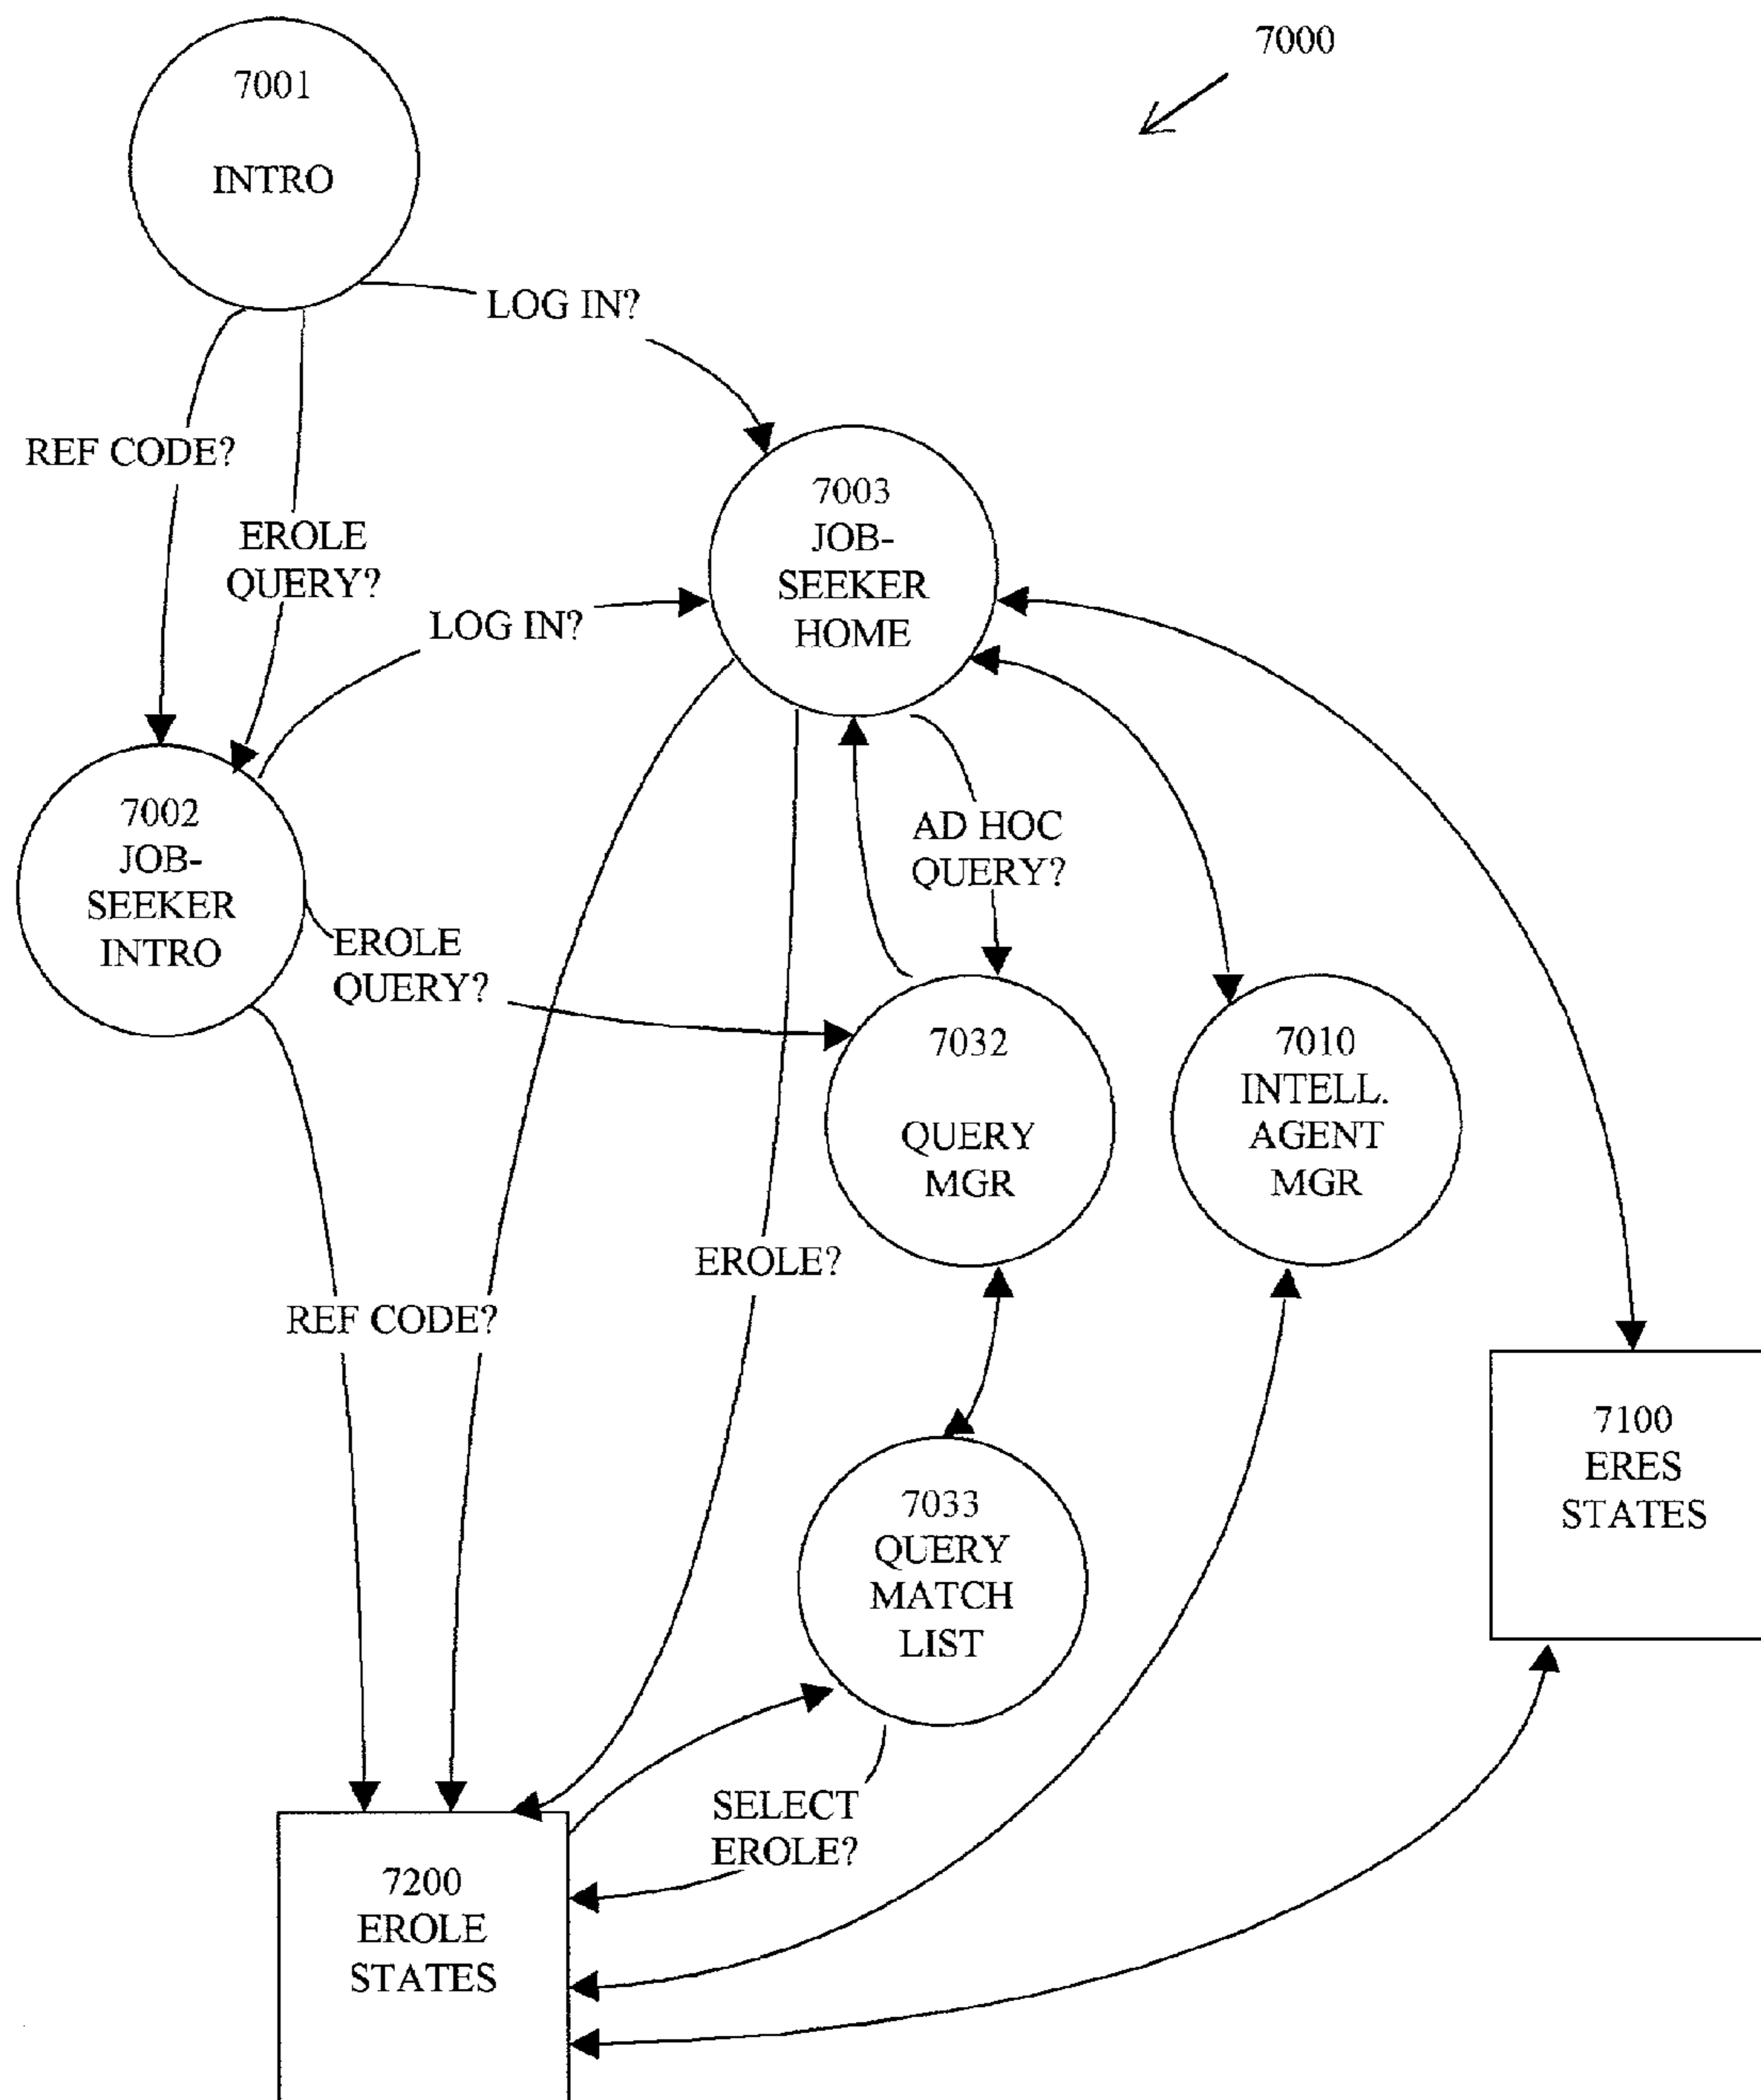 7000
7001
INTRO
LOG IN?
REF CODE?
EROLE
QUERY?
7003
JOB-
SEEKER
HOME
LOG IN?
7002
JOB-
SEEKER
INTRO
AD HOC
QUERY?
EROLE
QUERY?
7032
QUERY
MGR
7010
INTELL.
AGENT
MGR
EROLE?
REF CODE?
7100
ERES
STATES
7033
QUERY
MATCH
LIST
SELECT
EROLE?
7200
EROLE
STATES